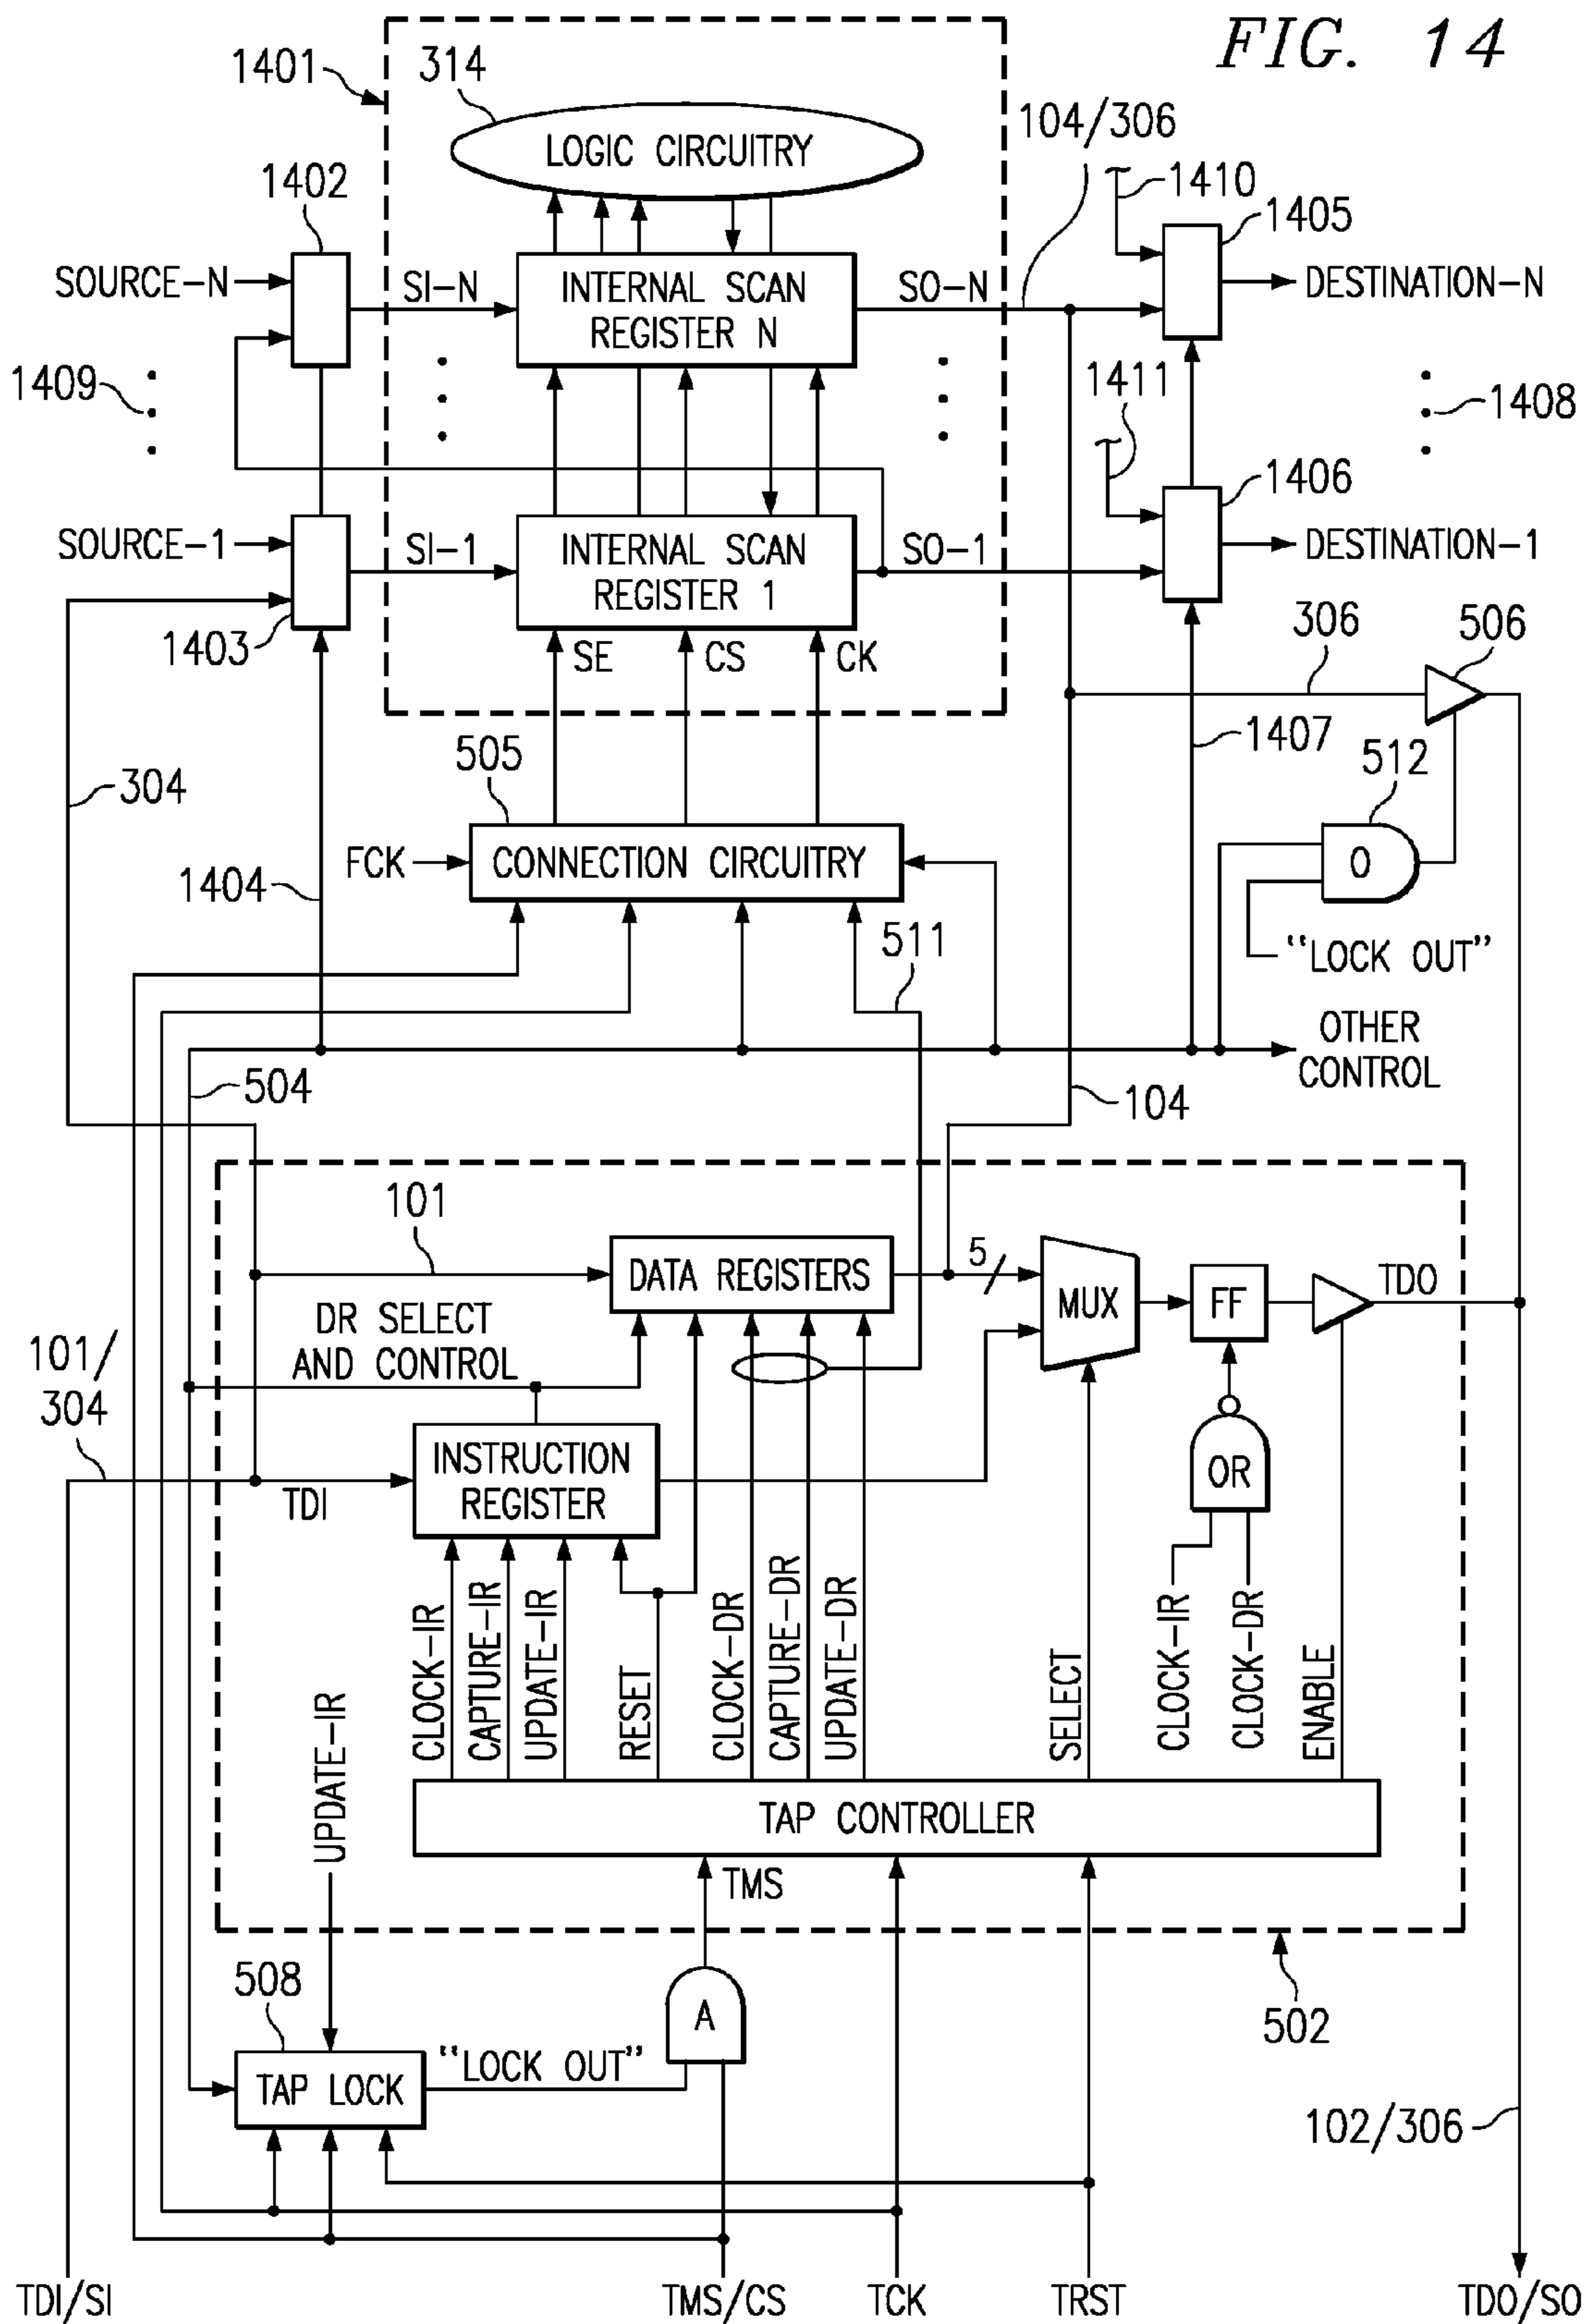 FIG. 14
1401
314
LOGIC CIRCUITRY
104/306
1402
1410
1405
SOURCE-N
SI-N
INTERNAL SCAN
REGISTER N
SO-N
DESTINATION-N
1409
1411
1408
1406
SOURCE-1
SI-1
INTERNAL SCAN
REGISTER 1
SO-1
DESTINATION-1
1403
SE
CS
CK
306
506
505
1407
512
304
FCK
CONNECTION CIRCUITRY
0
1404
511
"LOCK OUT"
OTHER
CONTROL
504
104
101
DATA REGISTERS
5
MUX
FF
TDO
DR SELECT
AND CONTROL
101/
304
INSTRUCTION
REGISTER
TDI
OR
CLOCK-IR
CAPTURE-IR
UPDATE-IR
RESET
CLOCK-DR
CAPTURE-DR
UPDATE-DR
SELECT
CLOCK-IR
CLOCK-DR
ENABLE
UPDATE-IR
TAP CONTROLLER
TMS
508
A
502
TAP LOCK
"LOCK OUT"
102/306
TDI/SI
TMS/CS
TCK
TRST
TDO/SO